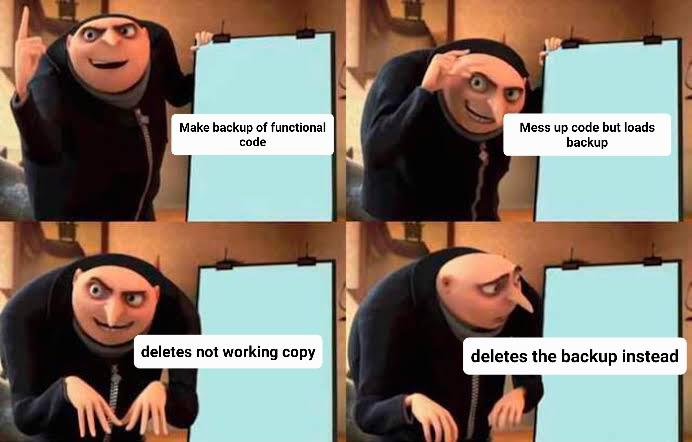 Make backup of functional
code
Mess up code but loads
backup
deletes not working copy
deletes the backup instead